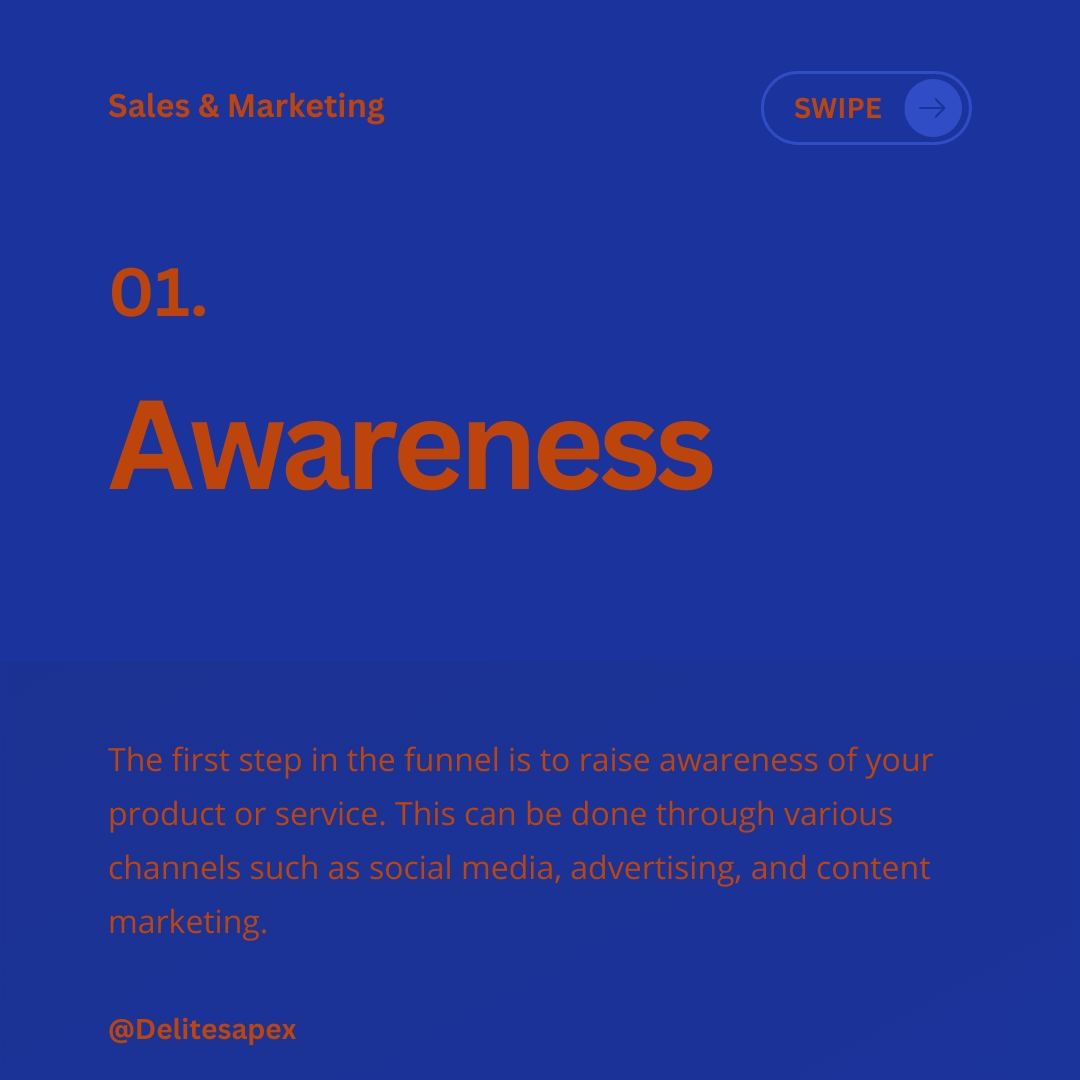 Sales & Marketing
SWIPE
01.
Awareness
The first step in the funnel is to raise awareness of your
product or service. This can be done through various
channels such as social media, advertising, and content
marketing.
@Delitesapex